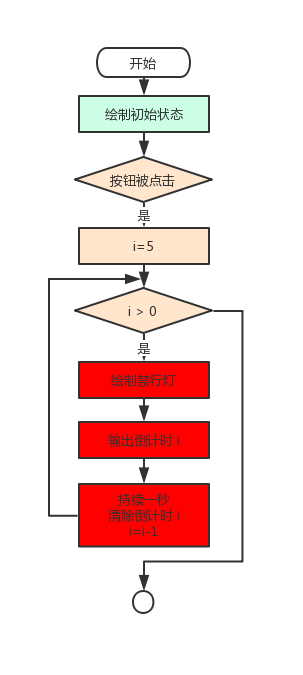 开始
绘制初始状态
按钮被点击
是
i=5
i > 0
是
绘制禁行灯
输出倒计时 i
持续一秒
清除倒计时 i
i=i-1